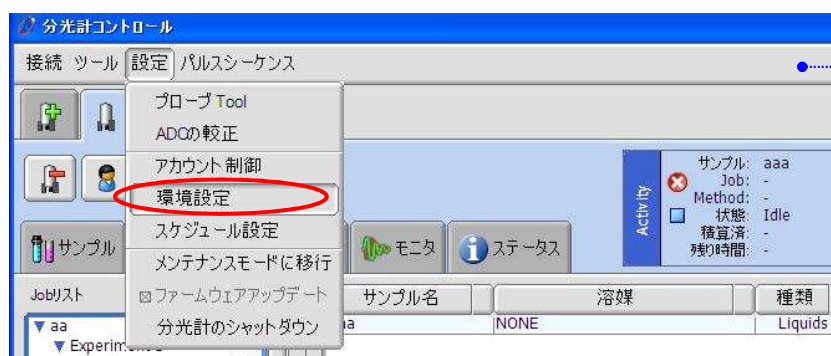 分光計コントロール
接続 ツール 設定 パルスシーケンス
プローブ Tool
ADCの較正
アカウント制御
環境設定
スケジュール設定
メンテナンスモードに移行
ファームウェアアップデート
分光計のシャットダウン
Activity
サンプル: aaa
Job: -
Method: -
状態: Idle
積算済: -
残り時間: -
サンプル モニタ ステータス
Jobリスト サンプル名 溶媒 種類
aa NONE Liquids